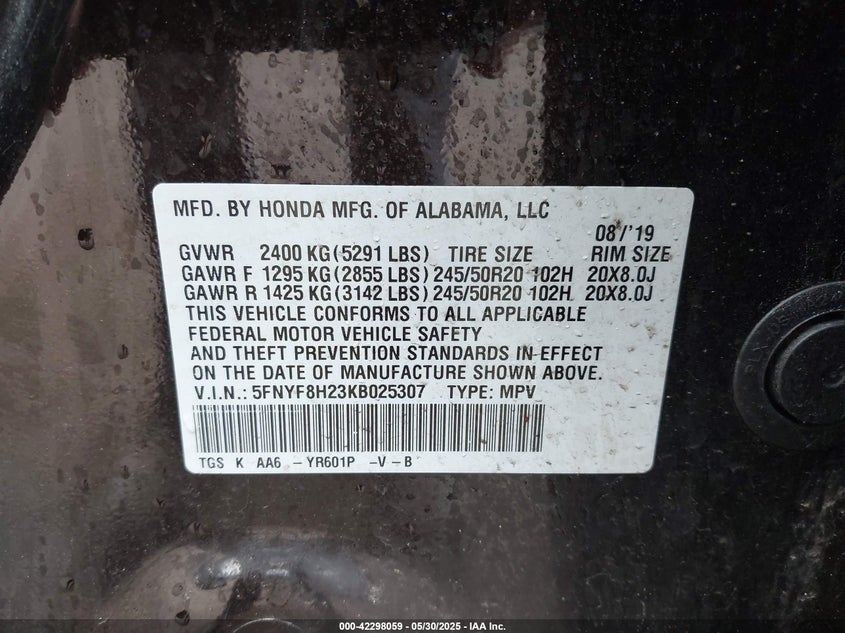 MFD. BY HONDA MFG. OF ALABAMA, LLC
08/'19
GVWR 2400 KG (5291 LBS) TIRE SIZE RIM SIZE
GAWR F 1295 KG (2855 LBS) 245/50R20 102H 20X8.0J
GAWR R 1425 KG (3142 LBS) 245/50R20 102H 20X8.0J
THIS VEHICLE CONFORMS TO ALL APPLICABLE
FEDERAL MOTOR VEHICLE SAFETY
AND THEFT PREVENTION STANDARDS IN EFFECT
ON THE DATE OF MANUFACTURE SHOWN ABOVE.
V.I.N.: 5FNYF8H23KB025307 TYPE: MPV
TGS K AA6 -YR601P -V-B
000-42298059 — 05/30/2025 - IAA Inc.